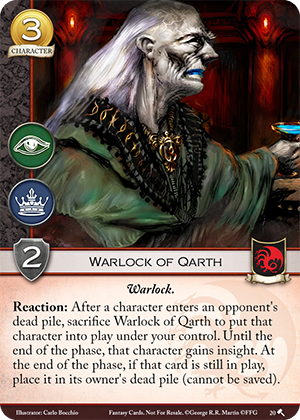 3
CHARACTER
2
WARLOCK OF QARTH
Warlock.
Reaction: After a character enters an opponent's
dead pile, sacrifice Warlock of Qarth to put that
character into play under your control. Until the
end of the phase, that character gains insight. At
the end of the phase, if that card is still in play,
place it in its owner's dead pile (cannot be saved).
Illustrator: Carlo Bocchio Fantasy Cards. Not For Resale. ©George R.R. Martin ©FFG 20